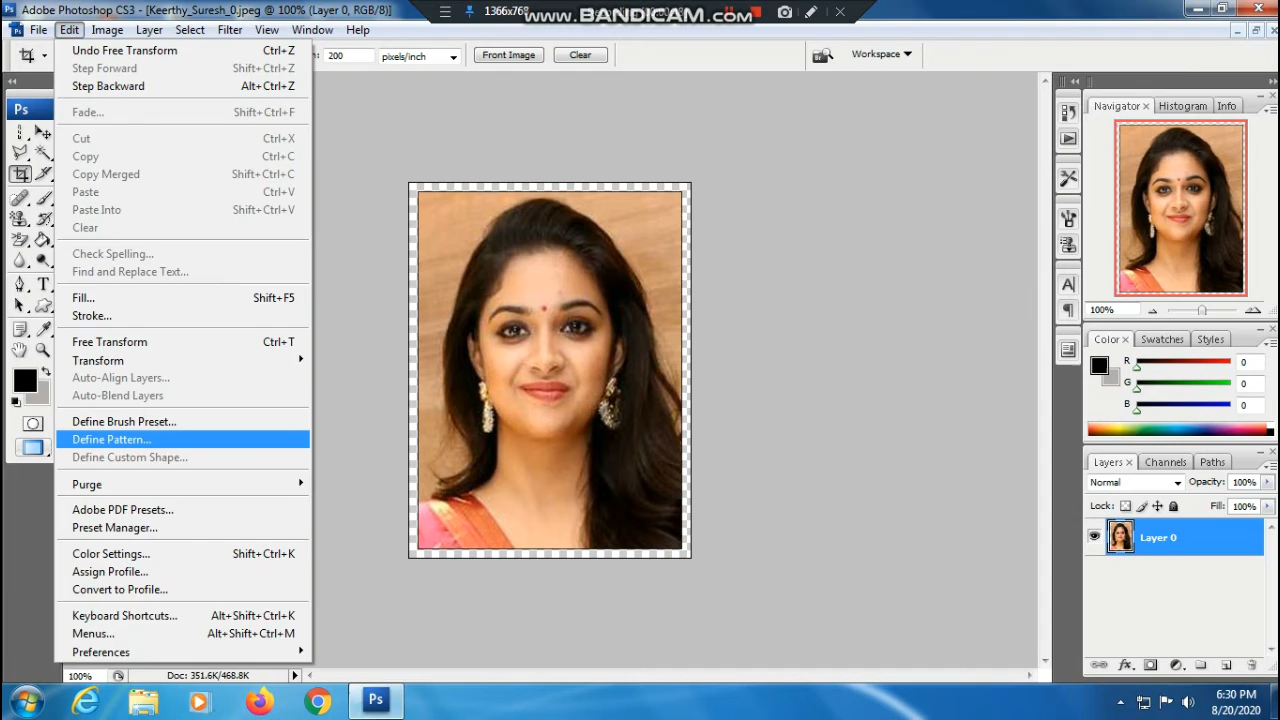 Adobe Photoshop CS3 - [Keerthy_Suresh_0.jpeg @ 100% (Layer 0, RGB/8)]
1366x768
www.BANDICAM.com
Ps File Edit Image Layer Select Filter View Window Help
200 pixels/inch Front Image Clear Workspace
Ps
Undo Free Transform Ctrl+Z
Step Forward Shift+Ctrl+Z
Step Backward Alt+Ctrl+Z
Fade... Shift+Ctrl+F
Cut Ctrl+X
Copy Ctrl+C
Copy Merged Shift+Ctrl+C
Paste Ctrl+V
Paste Into Shift+Ctrl+V
Clear
Check Spelling...
Find and Replace Text...
Fill... Shift+F5
Stroke...
Free Transform Ctrl+T
Transform
Auto-Align Layers...
Auto-Blend Layers
Define Brush Preset...
Define Pattern...
Define Custom Shape...
Purge
Adobe PDF Presets...
Preset Manager...
Color Settings... Shift+Ctrl+K
Assign Profile...
Convert to Profile...
Keyboard Shortcuts... Alt+Shift+Ctrl+K
Menus... Alt+Shift+Ctrl+M
Preferences
Navigator Histogram Info
100%
Color Swatches Styles
R 0
G 0
B 0
Layers Channels Paths
Normal Opacity: 100%
Lock: Fill: 100%
Layer 0
100% Doc: 351.6K/468.8K
Ps
6:30 PM
8/20/2020